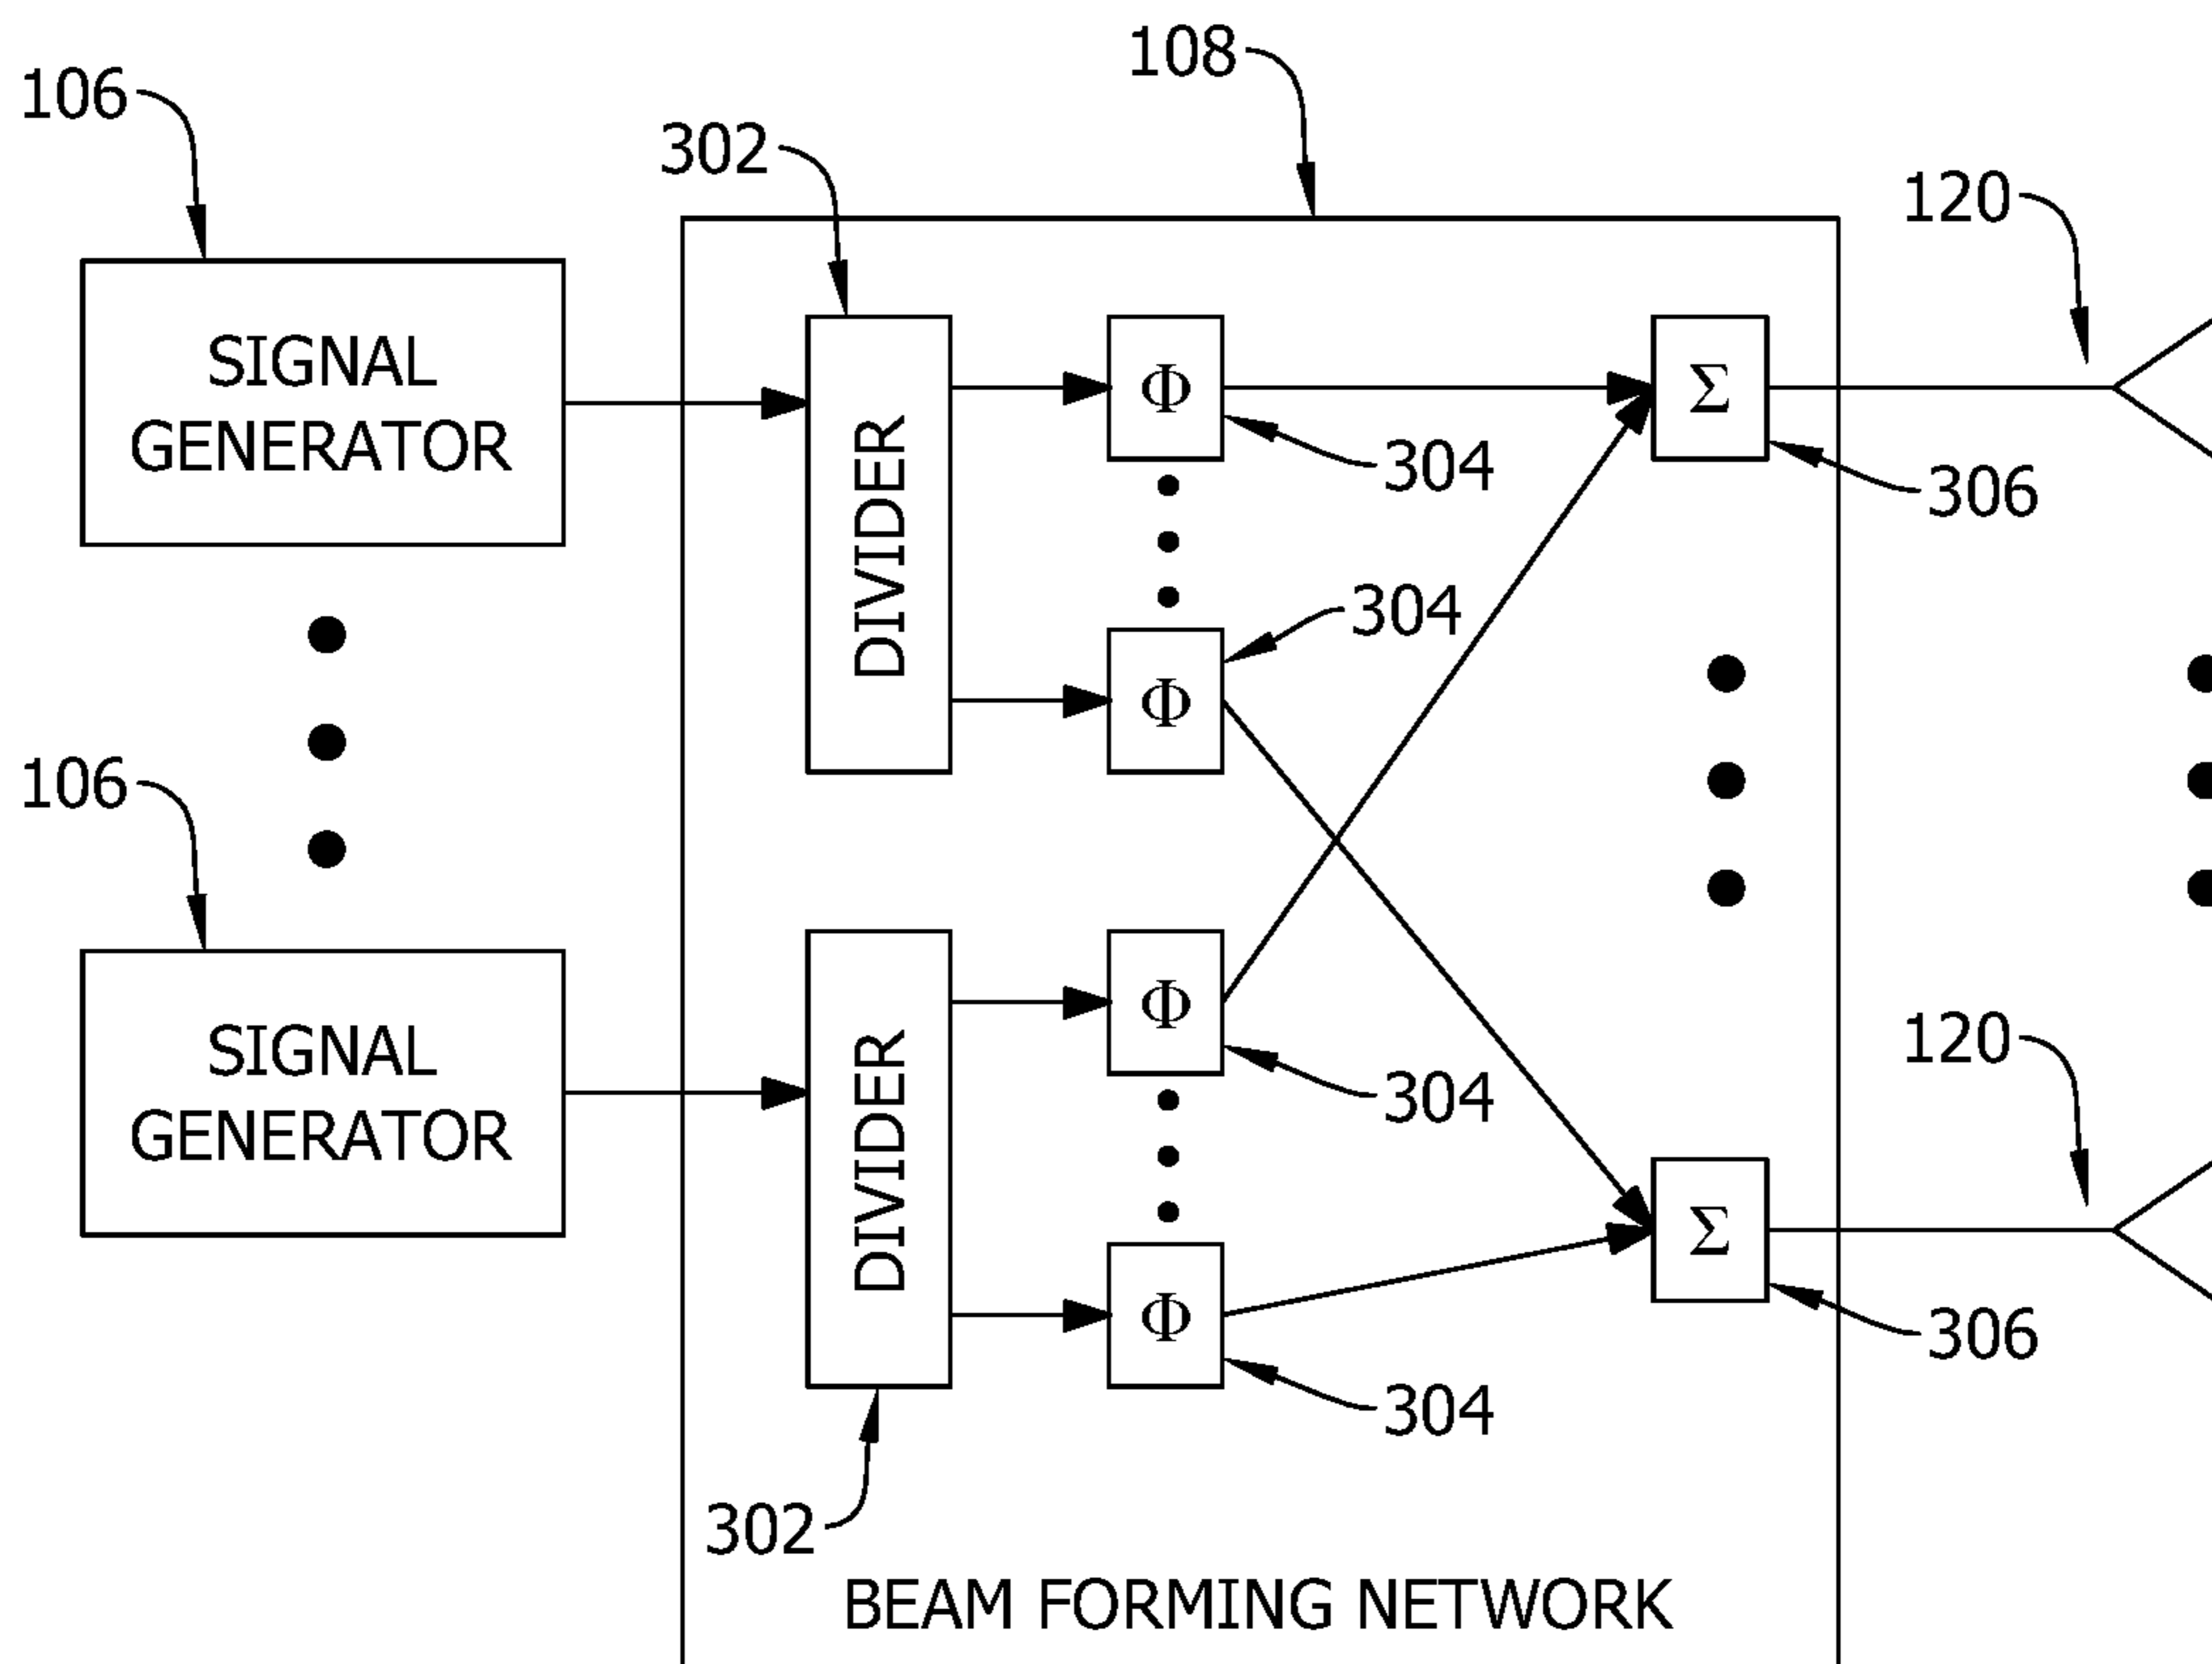 108
106
302
120
SIGNAL
GENERATOR
DIVIDER
Φ
Σ
304
306
304
Φ
106
120
SIGNAL
GENERATOR
DIVIDER
Φ
304
Σ
306
Φ
304
302
BEAM FORMING NETWORK